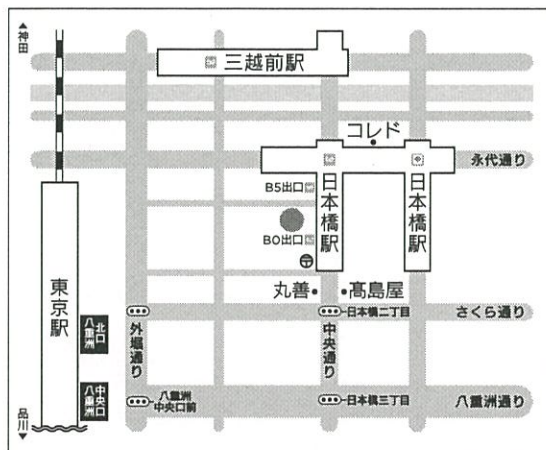 ▲神田
三越前駅
コレド
永代通り
B5出口
日本橋駅
日本橋駅
B0出口
東京駅
丸善
髙島屋
日本橋二丁目
さくら通り
八重洲北口
外堀通り
中央通り
八重洲中央口
八重洲
中央口前
日本橋三丁目
八重洲通り
品川▼